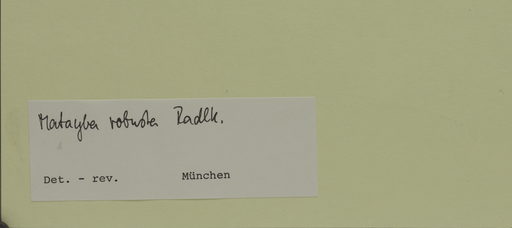 Matayba robusta Radlk.
Det. - rev. München